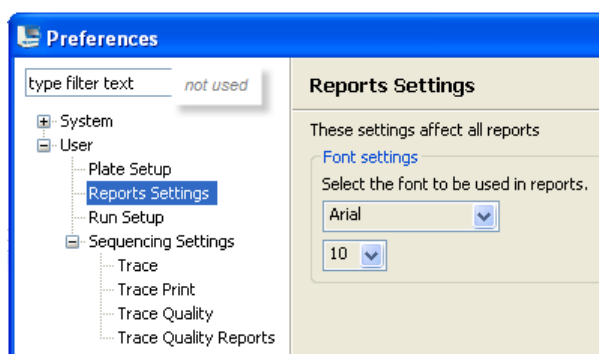 Preferences
type filter text
not used
System
User
Plate Setup
Reports Settings
Run Setup
Sequencing Settings
Trace
Trace Print
Trace Quality
Trace Quality Reports
Reports Settings
These settings affect all reports
Font settings
Select the font to be used in reports.
Arial
10